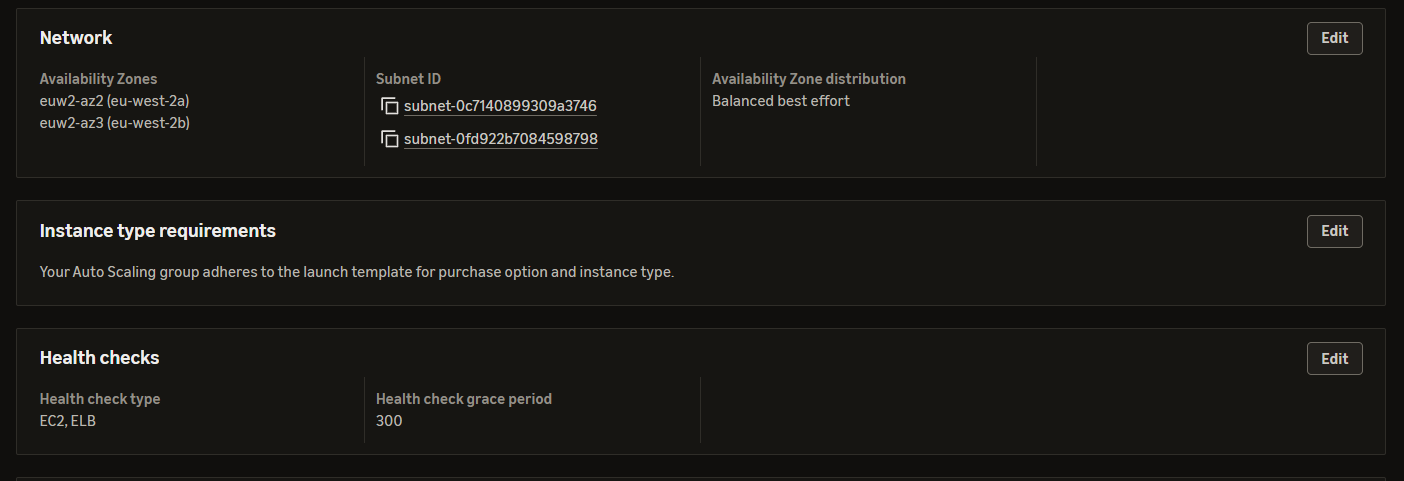 Network
Edit
Availability Zones
euw2-az2 (eu-west-2a)
euw2-az3 (eu-west-2b)
Subnet ID
subnet-0c7140899309a3746
subnet-0fd922b7084598798
Availability Zone distribution
Balanced best effort
Instance type requirements
Edit
Your Auto Scaling group adheres to the launch template for purchase option and instance type.
Health checks
Edit
Health check type
EC2, ELB
Health check grace period
300